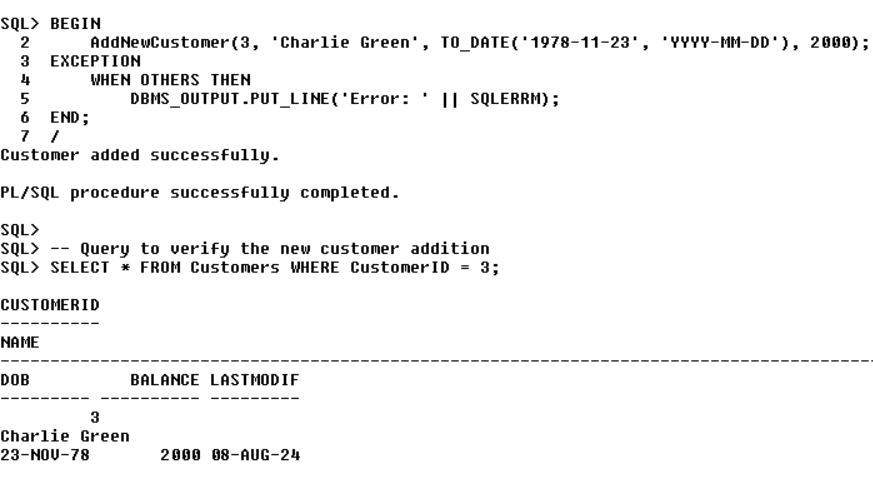 SQL> BEGIN
  2      AddNewCustomer(3, 'Charlie Green', TO_DATE('1978-11-23', 'YYYY-MM-DD'), 2000);
  3  EXCEPTION
  4      WHEN OTHERS THEN
  5          DBMS_OUTPUT.PUT_LINE('Error: ' || SQLERRM);
  6  END;
  7  /
Customer added successfully.

PL/SQL procedure successfully completed.

SQL>
SQL> -- Query to verify the new customer addition
SQL> SELECT * FROM Customers WHERE CustomerID = 3;

CUSTOMERID
----------
NAME
---------------------------------------------------------------------------------------
DOB          BALANCE LASTMODIF
--------- ---------- ---------
         3
Charlie Green
23-NOV-78       2000 08-AUG-24